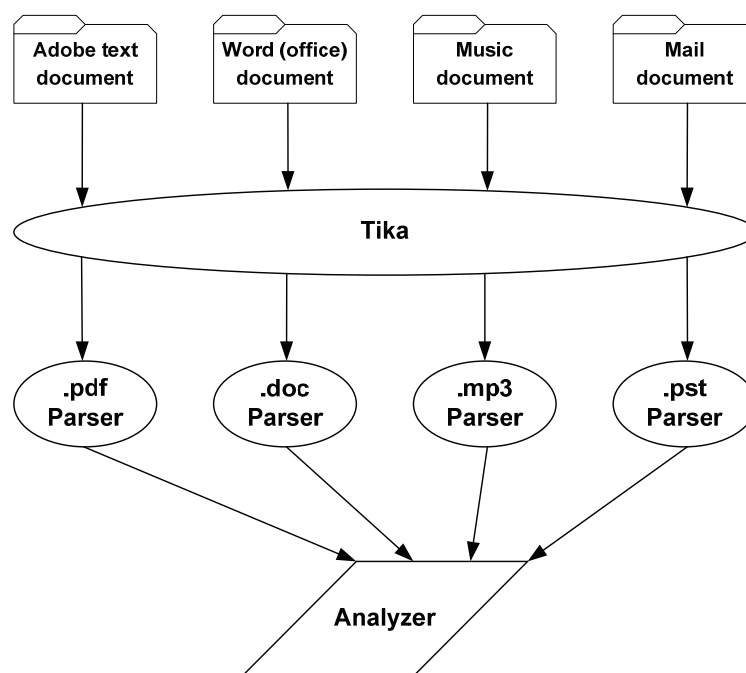 Adobe text
document
Word (office)
document
Music
document
Mail
document
Tika
.pdf
Parser
.doc
Parser
.mp3
Parser
.pst
Parser
Analyzer